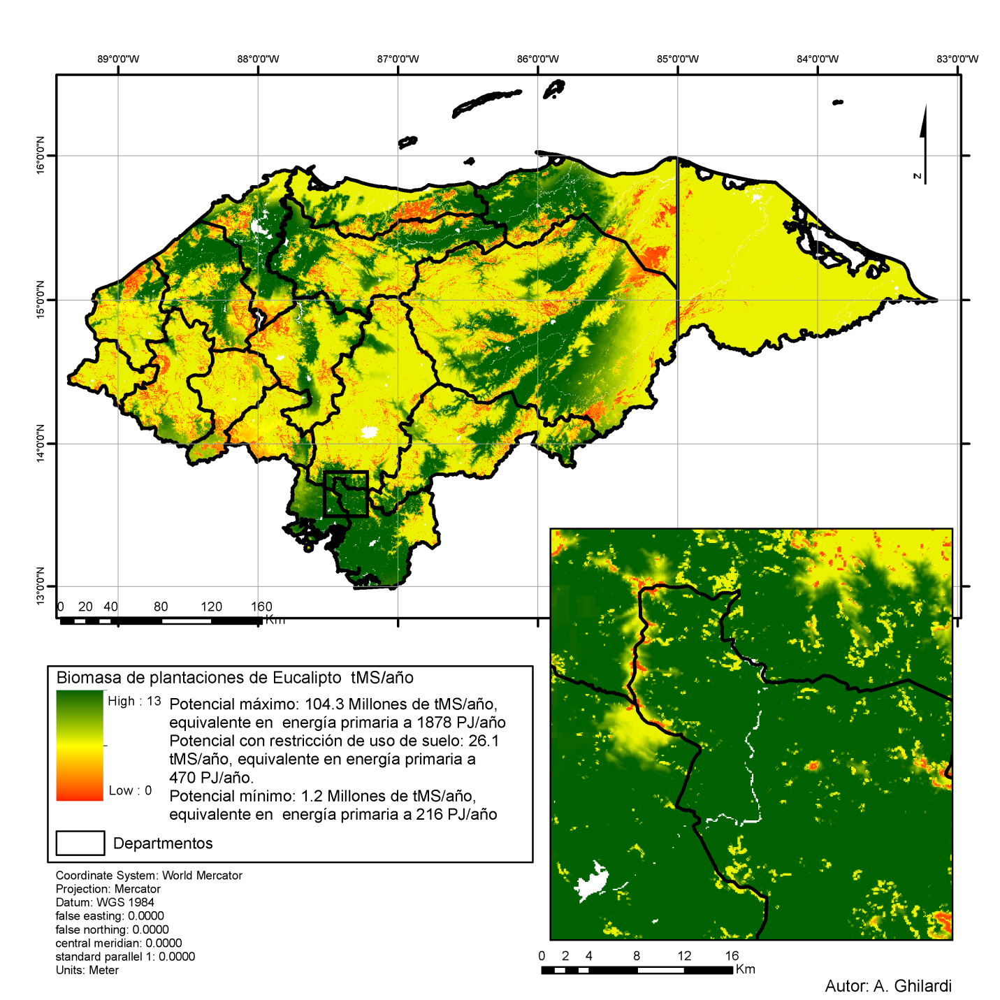 89°0'0"W 88°0'0"W 87°0'0"W 86°0'0"W 85°0'0"W 84°0'0"W 83°0'0"W
16°0'0"N
15°0'0"N
14°0'0"N
13°0'0"N
z
0 20 40 80 120 160
Km
Biomasa de plantaciones de Eucalipto tMS/año
High : 13
Low : 0
Potencial máximo: 104.3 Millones de tMS/año,
equivalente en energía primaria a 1878 PJ/año
Potencial con restricción de uso de suelo: 26.1
tMS/año, equivalente en energía primaria a
470 PJ/año.
Potencial mínimo: 1.2 Millones de tMS/año,
equivalente en energía primaria a 216 PJ/año
Departmentos
Coordinate System: World Mercator
Projection: Mercator
Datum: WGS 1984
false easting: 0.0000
false northing: 0.0000
central meridian: 0.0000
standard parallel 1: 0.0000
Units: Meter
0 2 4 8 12 16
Km
Autor: A. Ghilardi